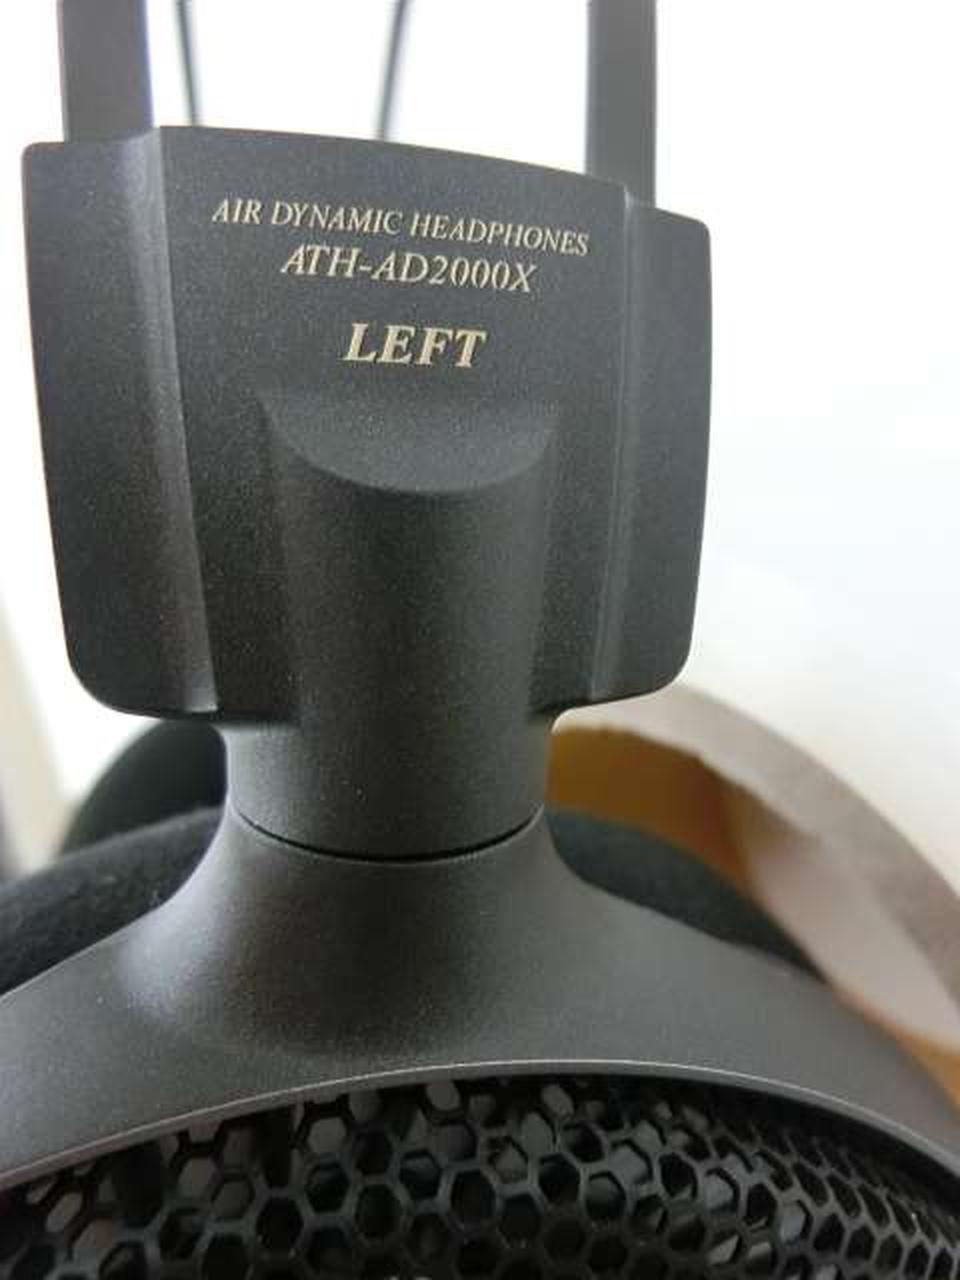 AIR DYNAMIC HEADPHONES
ATH-AD2000X
LEFT